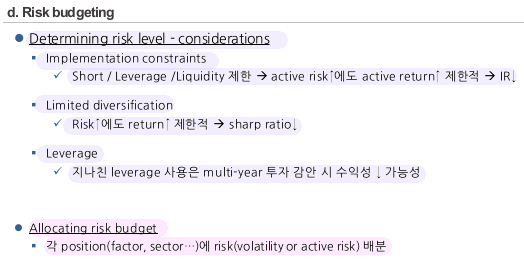 d. Risk budgeting
● Determining risk level - considerations
▪ Implementation constraints
✓ Short / Leverage /Liquidity 제한 → active risk↑에도 active return↑ 제한적 → IR↓
▪ Limited diversification
✓ Risk↑에도 return↑ 제한적 → sharp ratio↓
▪ Leverage
✓ 지나친 leverage 사용은 multi-year 투자 감안 시 수익성 ↓ 가능성
● Allocating risk budget
▪ 각 position(factor, sector…)에 risk(volatility or active risk) 배분